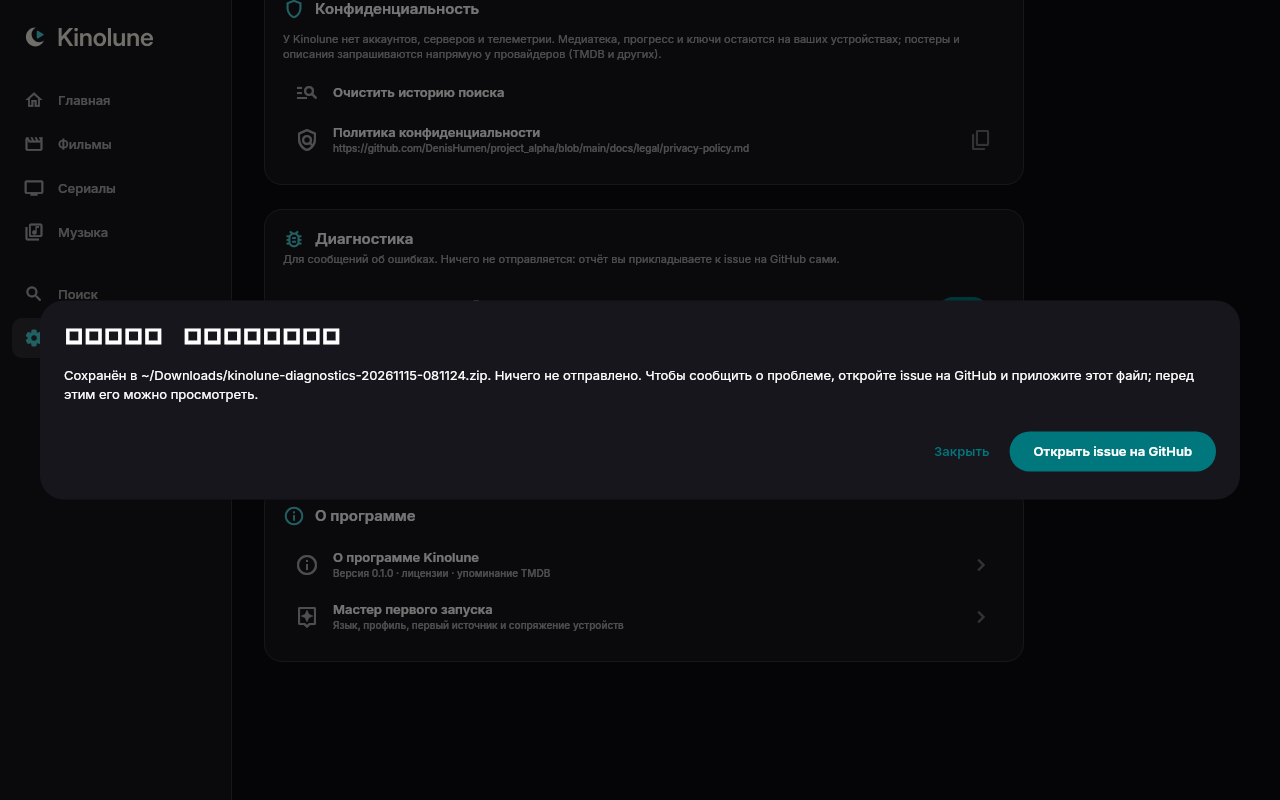 Kinolune
Главная
Фильмы
Сериалы
Музыка
Поиск
Конфиденциальность
У Kinolune нет аккаунтов, серверов и телеметрии. Медиатека, прогресс и ключи остаются на ваших устройствах; постеры и
описания запрашиваются напрямую у провайдеров (TMDB и других).
Очистить историю поиска
Политика конфиденциальности
https://github.com/DenisHumen/project_alpha/blob/main/docs/legal/privacy-policy.md
Диагностика
Для сообщений об ошибках. Ничего не отправляется: отчёт вы прикладываете к issue на GitHub сами.
Сохранён в ~/Downloads/kinolune-diagnostics-20261115-081124.zip. Ничего не отправлено. Чтобы сообщить о проблеме, откройте issue на GitHub и приложите этот файл; перед
этим его можно просмотреть.
Закрыть
Открыть issue на GitHub
О программе
О программе Kinolune
Версия 0.1.0 · лицензии · упоминание TMDB
Мастер первого запуска
Язык, профиль, первый источник и сопряжение устройств